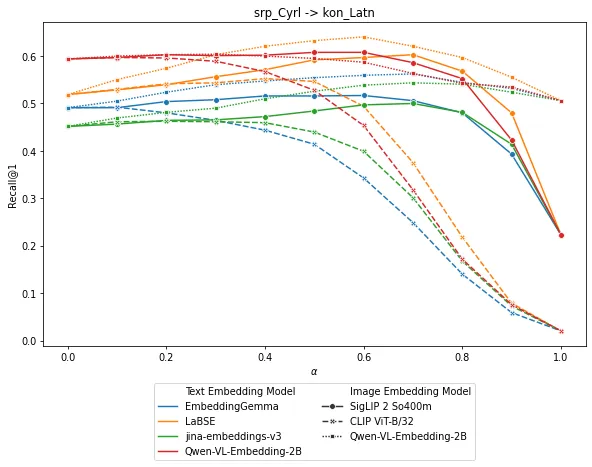 srp_Cyrl -> kon_Latn
Recall@1
0.6
0.5
0.4
0.3
0.2
0.1
0.0
0.0 0.2 0.4 0.6 0.8 1.0
α
Text Embedding Model Image Embedding Model
EmbeddingGemma SigLIP 2 So400m
LaBSE CLIP ViT-B/32
jina-embeddings-v3 Qwen-VL-Embedding-2B
Qwen-VL-Embedding-2B